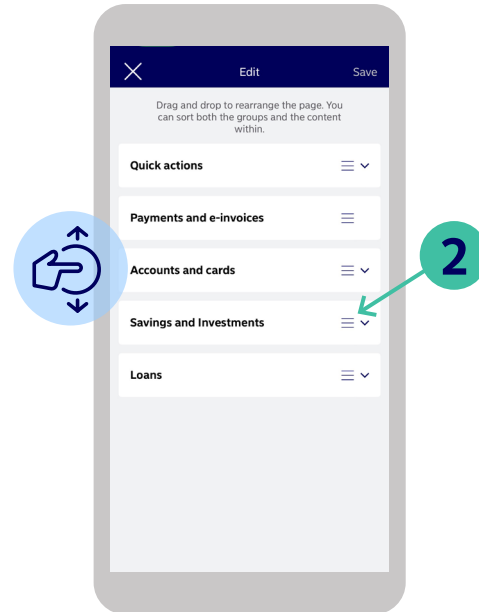 Edit
Save
Drag and drop to rearrange the page. You
can sort both the groups and the content
within.
Quick actions
Payments and e-invoices
Accounts and cards
2
Savings and Investments
Loans